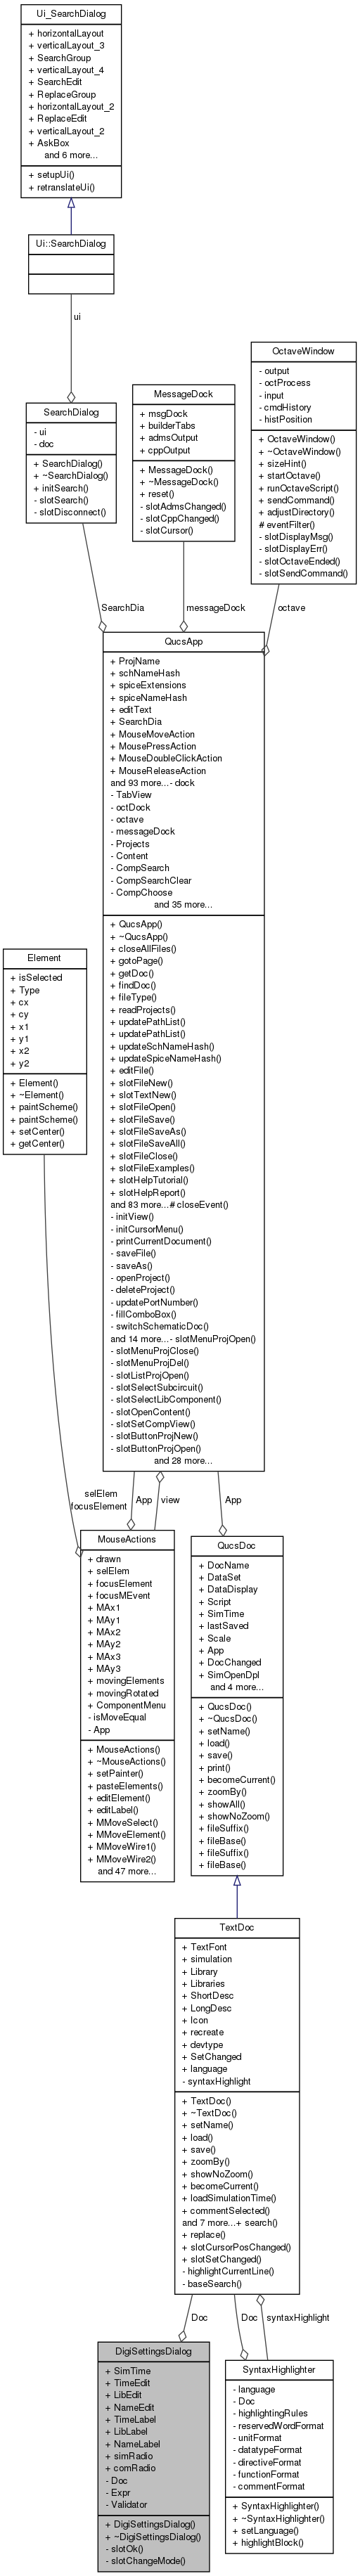 Ui_SearchDialog
+ horizontalLayout
+ verticalLayout_3
+ SearchGroup
+ verticalLayout_4
+ SearchEdit
+ ReplaceGroup
+ horizontalLayout_2
+ ReplaceEdit
+ verticalLayout_2
+ AskBox
and 6 more...
+ setupUi()
+ retranslateUi()
Ui::SearchDialog
ui
SearchDialog
- ui
- doc
+ SearchDialog()
+ ~SearchDialog()
+ initSearch()
- slotSearch()
- slotDisconnect()
MessageDock
+ msgDock
+ builderTabs
+ admsOutput
+ cppOutput
+ MessageDock()
+ ~MessageDock()
+ reset()
- slotAdmsChanged()
- slotCppChanged()
- slotCursor()
OctaveWindow
- output
- octProcess
- input
- cmdHistory
- histPosition
+ OctaveWindow()
+ ~OctaveWindow()
+ sizeHint()
+ startOctave()
+ runOctaveScript()
+ sendCommand()
+ adjustDirectory()
# eventFilter()
- slotDisplayMsg()
- slotDisplayErr()
- slotOctaveEnded()
- slotSendCommand()
SearchDia
messageDock
octave
QucsApp
+ ProjName
+ schNameHash
+ spiceExtensions
+ spiceNameHash
+ editText
+ SearchDia
+ MouseMoveAction
+ MousePressAction
+ MouseDoubleClickAction
+ MouseReleaseAction
and 93 more...- dock
- TabView
- octDock
- octave
- messageDock
- Projects
- Content
- CompSearch
- CompSearchClear
- CompChoose
and 35 more...
+ QucsApp()
+ ~QucsApp()
+ closeAllFiles()
+ gotoPage()
+ getDoc()
+ findDoc()
+ fileType()
+ readProjects()
+ updatePathList()
+ updatePathList()
+ updateSchNameHash()
+ updateSpiceNameHash()
+ editFile()
+ slotFileNew()
+ slotTextNew()
+ slotFileOpen()
+ slotFileSave()
+ slotFileSaveAs()
+ slotFileSaveAll()
+ slotFileClose()
+ slotFileExamples()
+ slotHelpTutorial()
+ slotHelpReport()
and 83 more...# closeEvent()
- initView()
- initCursorMenu()
- printCurrentDocument()
- saveFile()
- saveAs()
- openProject()
- deleteProject()
- updatePortNumber()
- fillComboBox()
- switchSchematicDoc()
and 14 more...- slotMenuProjOpen()
- slotMenuProjClose()
- slotMenuProjDel()
- slotListProjOpen()
- slotSelectSubcircuit()
- slotSelectLibComponent()
- slotOpenContent()
- slotSetCompView()
- slotButtonProjNew()
- slotButtonProjOpen()
and 28 more...
Element
+ isSelected
+ Type
+ cx
+ cy
+ x1
+ y1
+ x2
+ y2
+ Element()
+ ~Element()
+ paintScheme()
+ paintScheme()
+ setCenter()
+ getCenter()
selElem
focusElement
App
view
App
MouseActions
+ drawn
+ selElem
+ focusElement
+ focusMEvent
+ MAx1
+ MAy1
+ MAx2
+ MAy2
+ MAx3
+ MAy3
+ movingElements
+ movingRotated
+ ComponentMenu
- isMoveEqual
- App
+ MouseActions()
+ ~MouseActions()
+ setPainter()
+ pasteElements()
+ editElement()
+ editLabel()
+ MMoveSelect()
+ MMoveElement()
+ MMoveWire1()
+ MMoveWire2()
and 47 more...
QucsDoc
+ DocName
+ DataSet
+ DataDisplay
+ Script
+ SimTime
+ lastSaved
+ Scale
+ App
+ DocChanged
+ SimOpenDpl
and 4 more...
+ QucsDoc()
+ ~QucsDoc()
+ setName()
+ load()
+ save()
+ print()
+ becomeCurrent()
+ zoomBy()
+ showAll()
+ showNoZoom()
+ fileSuffix()
+ fileBase()
+ fileSuffix()
+ fileBase()
TextDoc
+ TextFont
+ simulation
+ Library
+ Libraries
+ ShortDesc
+ LongDesc
+ Icon
+ recreate
+ devtype
+ SetChanged
+ language
- syntaxHighlight
+ TextDoc()
+ ~TextDoc()
+ setName()
+ load()
+ save()
+ zoomBy()
+ showNoZoom()
+ becomeCurrent()
+ loadSimulationTime()
+ commentSelected()
and 7 more...+ search()
+ replace()
+ slotCursorPosChanged()
+ slotSetChanged()
- highlightCurrentLine()
- baseSearch()
Doc
Doc
syntaxHighlight
DigiSettingsDialog
+ SimTime
+ TimeEdit
+ LibEdit
+ NameEdit
+ TimeLabel
+ LibLabel
+ NameLabel
+ simRadio
+ comRadio
- Doc
- Expr
- Validator
+ DigiSettingsDialog()
+ ~DigiSettingsDialog()
- slotOk()
- slotChangeMode()
SyntaxHighlighter
- language
- Doc
- highlightingRules
- reservedWordFormat
- unitFormat
- datatypeFormat
- directiveFormat
- functionFormat
- commentFormat
+ SyntaxHighlighter()
+ ~SyntaxHighlighter()
+ setLanguage()
+ highlightBlock()